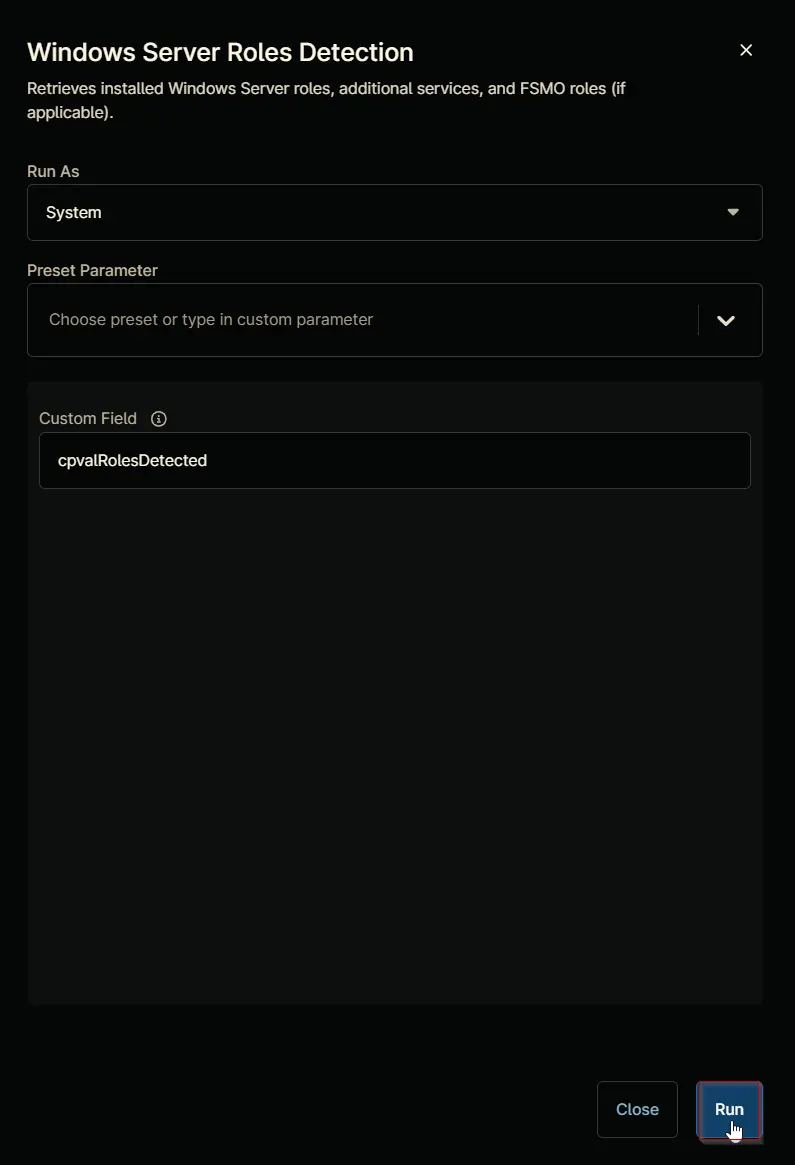 Windows Server Roles Detection
Retrieves installed Windows Server roles, additional services, and FSMO roles (if
applicable).
Run As
System
Preset Parameter
Choose preset or type in custom parameter
Custom Field
cpvalRolesDetected
Close
Run